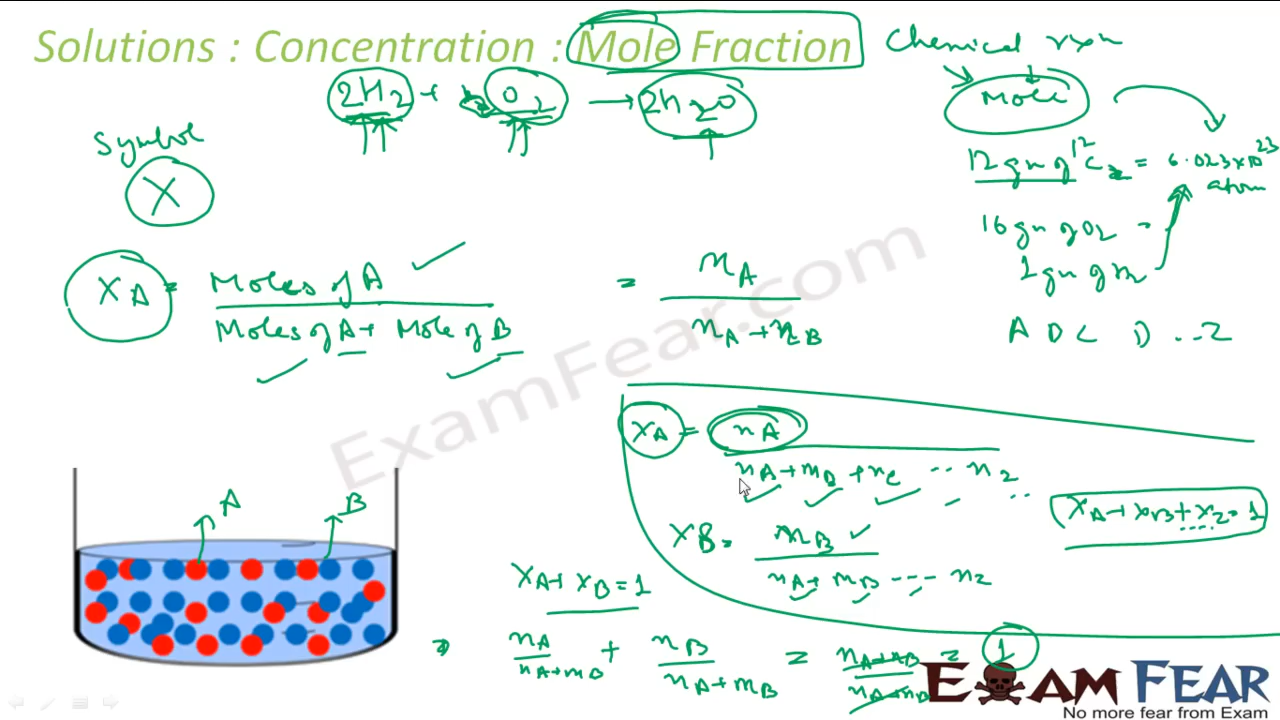 Solutions : Concentration : Mole Fraction
Chemical rxn
2H2 + O2 → 2H2O
Mole
Symbol
X
12 gm of 12C = 6.023×10^23
atom
16 gm of O2 -
1 gm of H2
XA = Moles of A / Moles of A + Mole of B = nA / nA + nB
A B C D ...Z
XA = nA / nA + nB + nC ... nZ
XA + XB + XZ = 1
XB = nB / nA + nB ---- nZ
A B
XA + XB = 1
⇒ nA / nA + nB + nB / nA + nB = nA + nB / nA + nB = 1
EXAM FEAR
No more fear from Exam
ExamFear.com